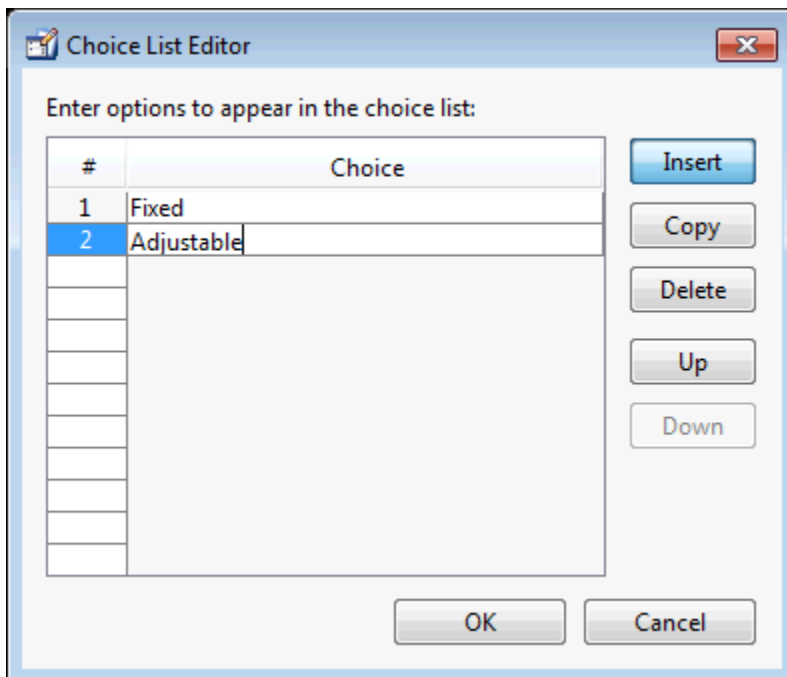 Choice List Editor
Enter options to appear in the choice list:
# Choice
1 Fixed
2 Adjustable
Insert
Copy
Delete
Up
Down
OK Cancel